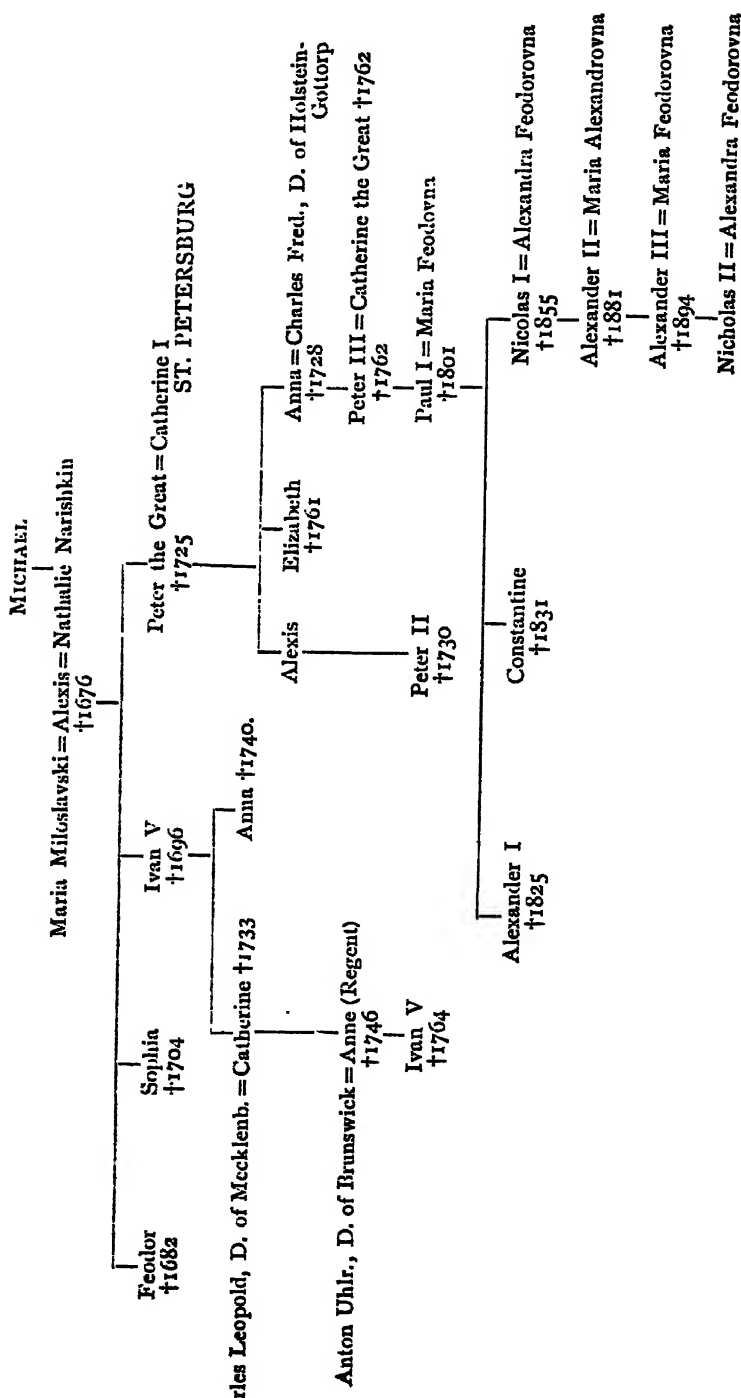 MICHAEL
Maria Miloslavski=Alexis=Nathalie Narishkin
†1676
Feodor
†1682
Sophia
†1704
Ivan V
†1696
Peter the Great=Catherine I
†1725
ST. PETERSBURG
rles Leopold, D. of Mecklenb.=Catherine †1733
Anna †1740.
Alexis
Elizabeth
†1761
Anna=Charles Fred., D. of Holstein-
†1728
Gottorp
Anton Uhlr., D. of Brunswick=Anne (Regent)
†1746
Peter III=Catherine the Great †1762
†1762
Ivan V
†1764
Peter II
†1730
Paul I=Maria Feodovna
†1801
Alexander I
†1825
Constantine
†1831
Nicolas I=Alexandra Feodorovna
†1855
Alexander II=Maria Alexandrovna
†1881
Alexander III=Maria Feodorovna
†1894
Nicholas II=Alexandra Feodorovna